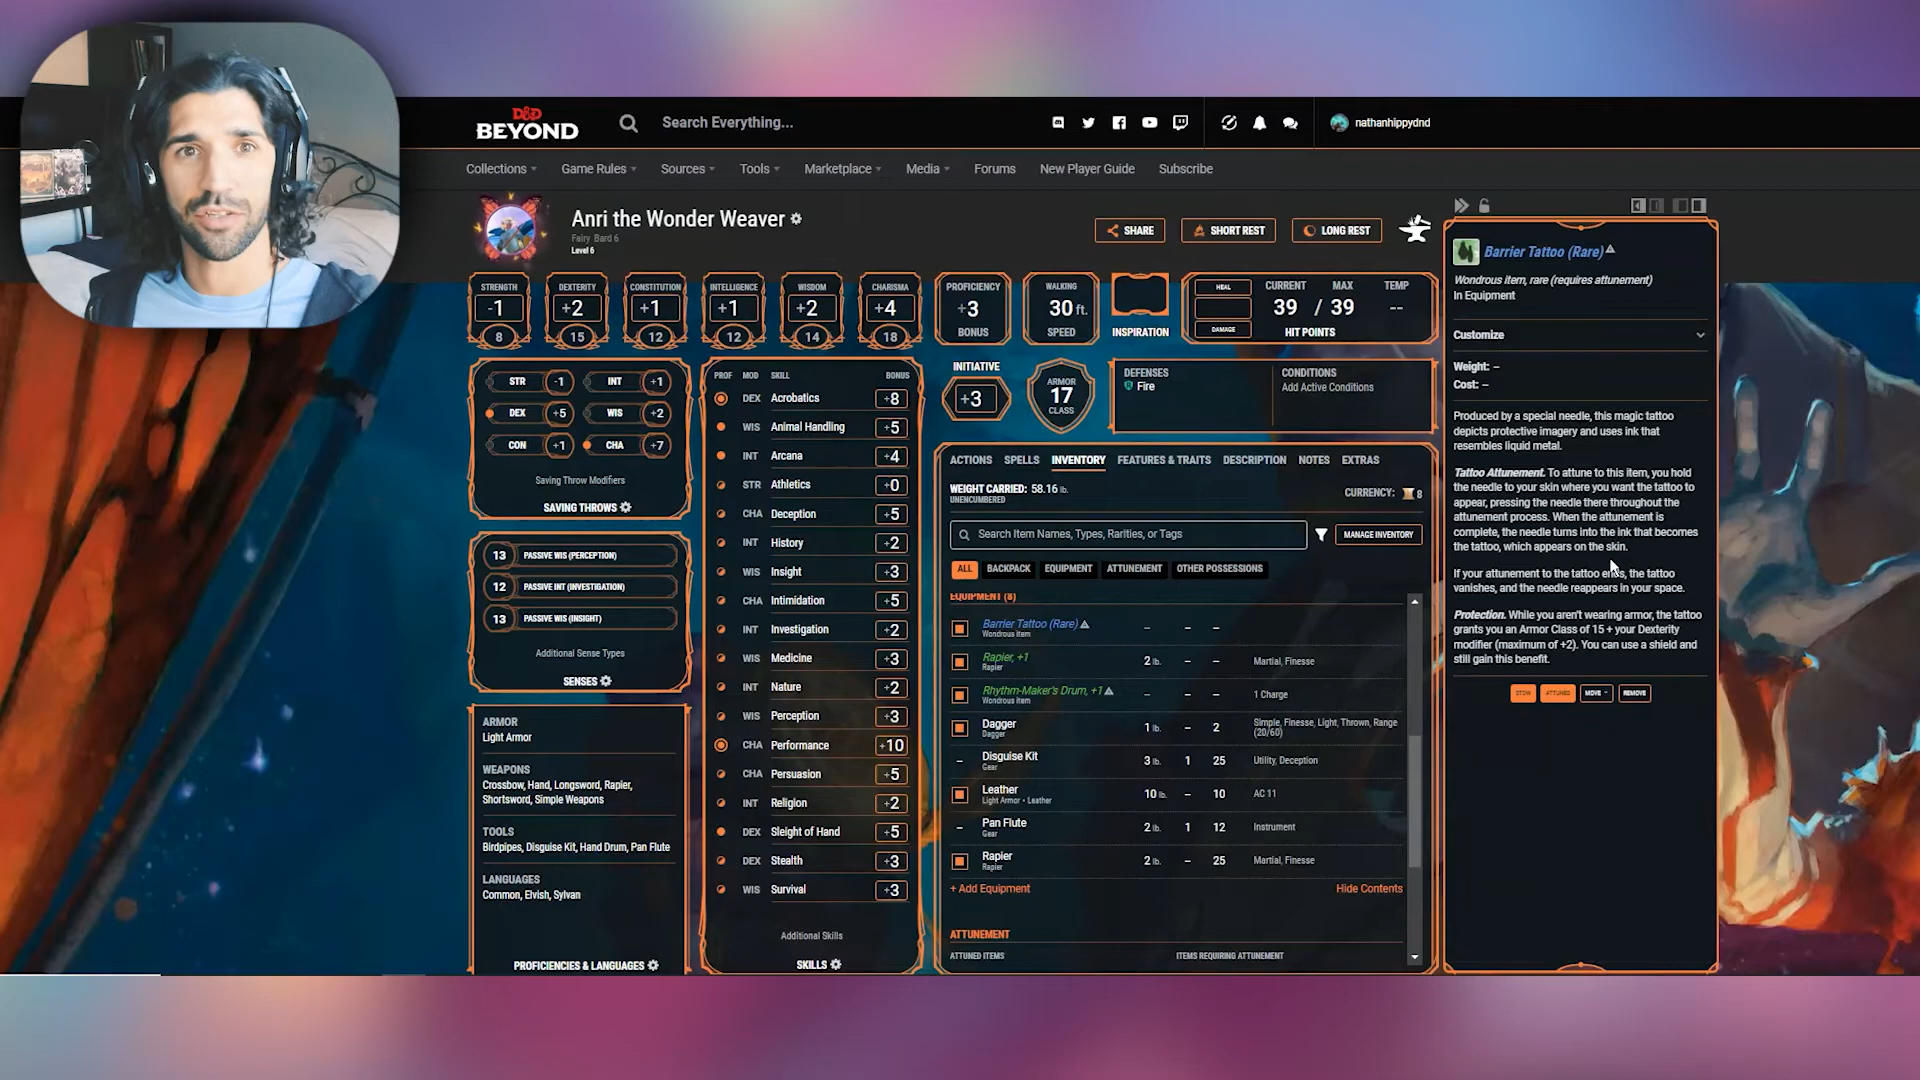 D&D
BEYOND
Search Everything...
nathanhippydnd
Collections
Game Rules
Sources
Tools
Marketplace
Media
Forums
New Player Guide
Subscribe
Anri the Wonder Weaver
Fairy Bard 6
Level 6
SHARE
SHORT REST
LONG REST
STRENGTH
-1
8
DEXTERITY
+2
15
CONSTITUTION
+1
12
INTELLIGENCE
+1
12
WISDOM
+2
14
CHARISMA
+4
18
PROFICIENCY
+3
BONUS
WALKING
30 ft.
SPEED
INSPIRATION
HEAL
DAMAGE
CURRENT MAX TEMP
39 / 39 --
HIT POINTS
STR -1 INT +1
DEX +5 WIS +2
CON +1 CHA +7
Saving Throw Modifiers
SAVING THROWS
13 PASSIVE WIS (PERCEPTION)
12 PASSIVE INT (INVESTIGATION)
13 PASSIVE WIS (INSIGHT)
Additional Sense Types
SENSES
ARMOR
Light Armor
WEAPONS
Crossbow, Hand, Longsword, Rapier,
Shortsword, Simple Weapons
TOOLS
Birdpipes, Disguise Kit, Hand Drum, Pan Flute
LANGUAGES
Common, Elvish, Sylvan
PROFICIENCIES & LANGUAGES
PROF MOD SKILL BONUS
DEX Acrobatics +8
WIS Animal Handling +5
INT Arcana +4
STR Athletics +0
CHA Deception +5
INT History +2
WIS Insight +3
CHA Intimidation +5
INT Investigation +2
WIS Medicine +3
INT Nature +2
WIS Perception +3
CHA Performance +10
CHA Persuasion +5
INT Religion +2
DEX Sleight of Hand +5
DEX Stealth +3
WIS Survival +3
Additional Skills
SKILLS
INITIATIVE
+3
ARMOR
17
CLASS
DEFENSES
Fire
CONDITIONS
Add Active Conditions
ACTIONS SPELLS INVENTORY FEATURES & TRAITS DESCRIPTION NOTES EXTRAS
WEIGHT CARRIED: 58.16 lb.
UNENCUMBERED
CURRENCY: 8
Search Item Names, Types, Rarities, or Tags
MANAGE INVENTORY
ALL BACKPACK EQUIPMENT ATTUNEMENT OTHER POSSESSIONS
EQUIPMENT (8)
Barrier Tattoo (Rare) – – –
Wondrous Item
Rapier, +1 2 lb. – – Martial, Finesse
Rapier
Rhythm-Maker's Drum, +1 – – – 1 Charge
Wondrous Item
Dagger 1 lb. – 2 Simple, Finesse, Light, Thrown, Range
Dagger (20/60)
Disguise Kit 3 lb. 1 25 Utility, Deception
Gear
Leather 10 lb. – 10 AC 11
Light Armor • Leather
Pan Flute 2 lb. 1 12 Instrument
Gear
Rapier 2 lb. – 25 Martial, Finesse
Rapier
+ Add Equipment Hide Contents
ATTUNEMENT
ATTUNED ITEMS ITEMS REQUIRING ATTUNEMENT
Barrier Tattoo (Rare)
Wondrous item, rare (requires attunement)
In Equipment
Customize
Weight: –
Cost: –
Produced by a special needle, this magic tattoo
depicts protective imagery and uses ink that
resembles liquid metal.
Tattoo Attunement. To attune to this item, you hold
the needle to your skin where you want the tattoo to
appear, pressing the needle there throughout the
attunement process. When the attunement is
complete, the needle turns into the ink that becomes
the tattoo, which appears on the skin.
If your attunement to the tattoo ends, the tattoo
vanishes, and the needle reappears in your space.
Protection. While you aren't wearing armor, the tattoo
grants you an Armor Class of 15 + your Dexterity
modifier (maximum of +2). You can use a shield and
still gain this benefit.
STOW ATTUNED MOVE REMOVE